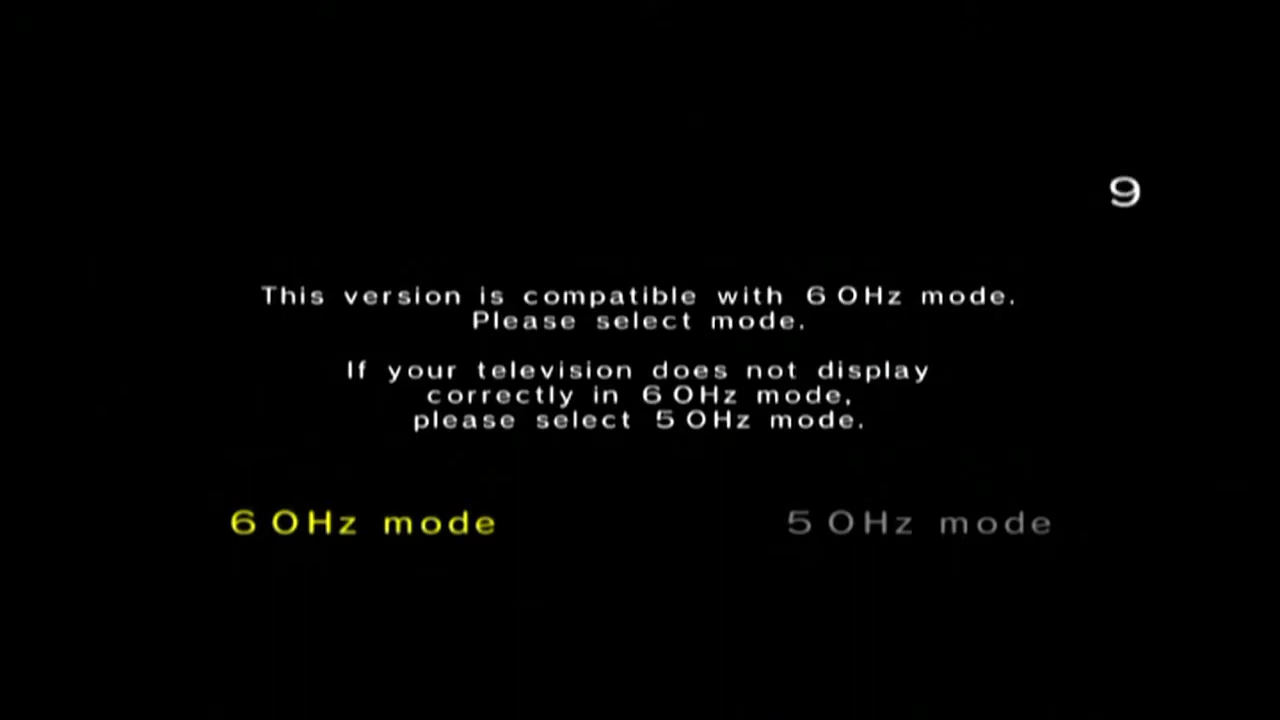 9
This version is compatible with 60Hz mode.
Please select mode.
If your television does not display
correctly in 60Hz mode,
please select 50Hz mode.
60Hz mode
50Hz mode